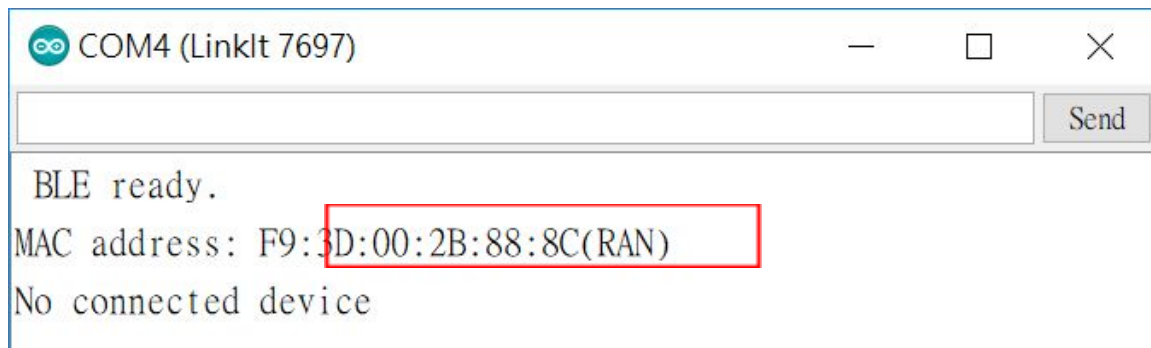 COM4 (LinkIt 7697)
Send
BLE ready.
MAC address: F9:3D:00:2B:88:8C(RAN)
No connected device